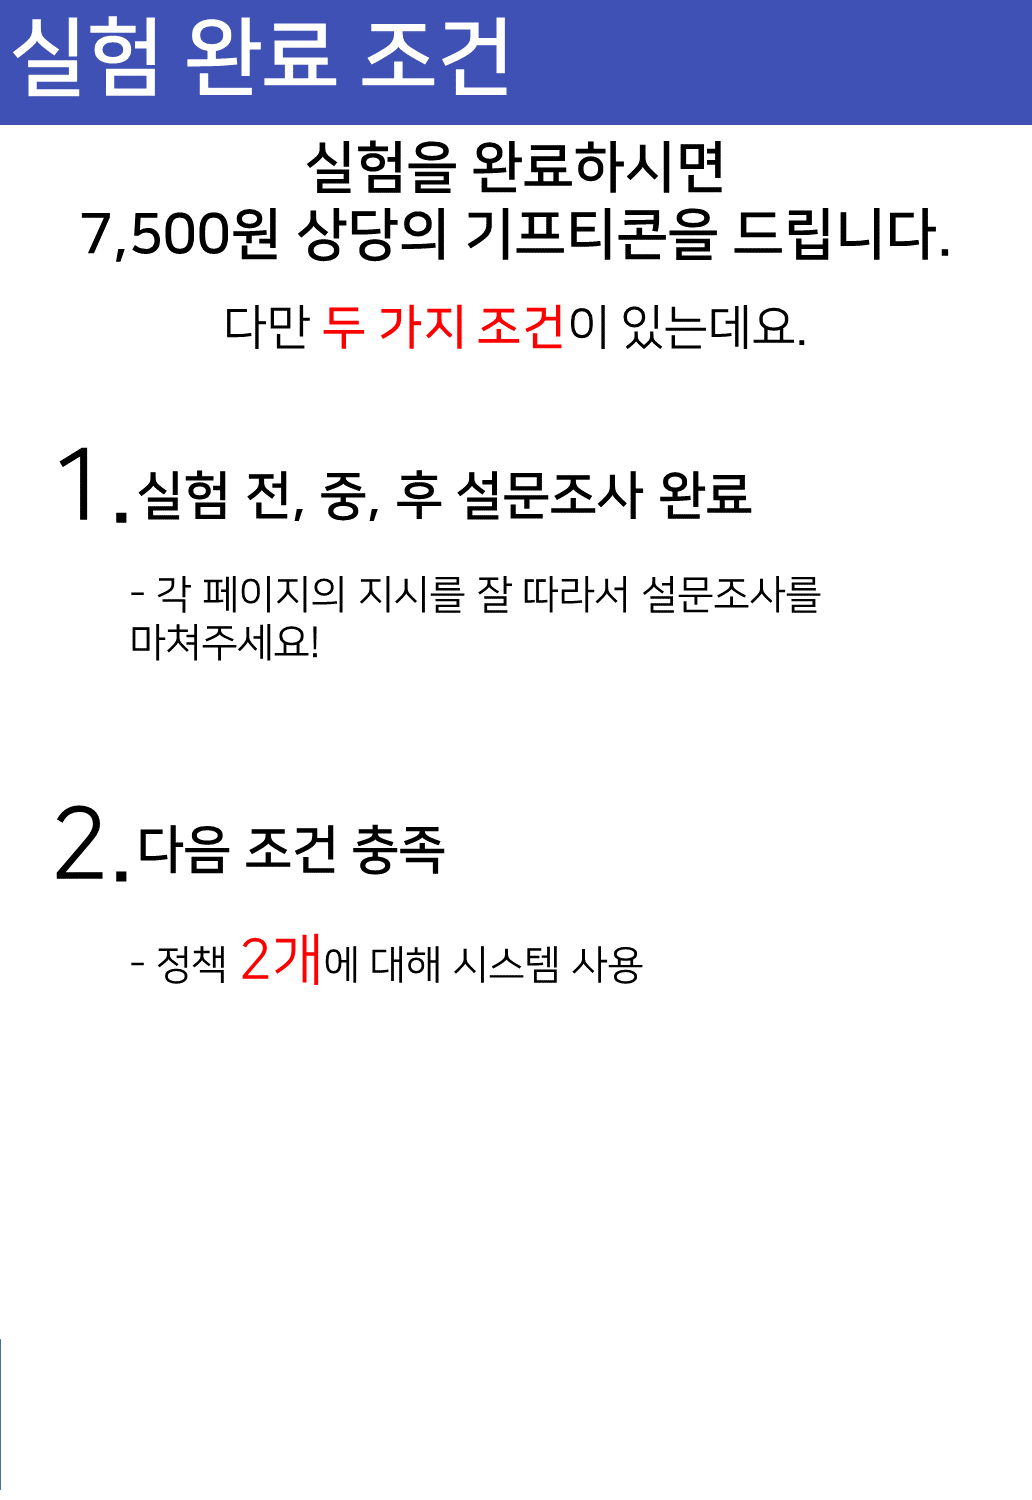 실험 완료 조건
실험을 완료하시면
7,500원 상당의 기프티콘을 드립니다.
다만 두 가지 조건이 있는데요.
1. 실험 전, 중, 후 설문조사 완료
- 각 페이지의 지시를 잘 따라서 설문조사를
마쳐주세요!
2. 다음 조건 충족
- 정책 2개에 대해 시스템 사용